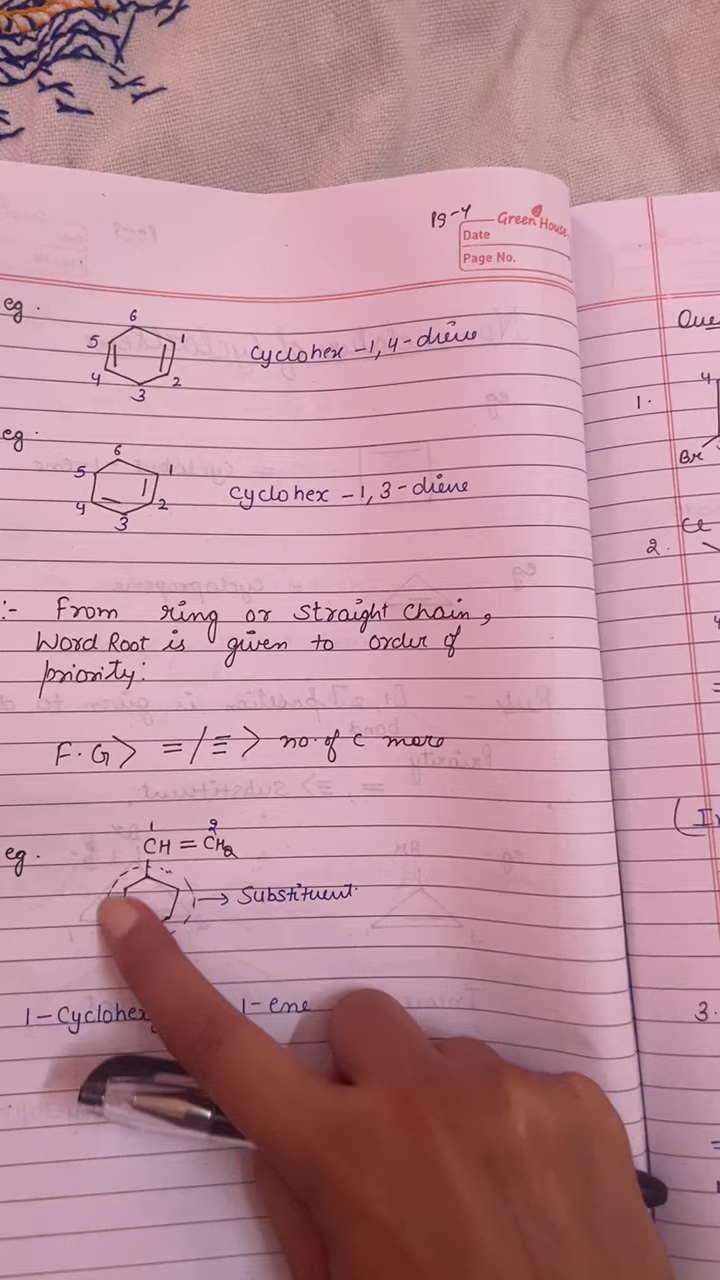 Pg-4
Green House
Date
Page No.
eg.
6
5 1
4 2
3
Cyclohex -1,4-diene
eg.
6
5 1
4 2
3
Cyclohex -1,3-diene
:- From ring or straight chain,
Word Root is given to order of
priority:
F.G > =/≡ > no. of C more
eg.
1 2
CH = CH2
→ Substituent
1-Cyclohex 1-ene
Que
1.
4
Br
2.
Cl
3.